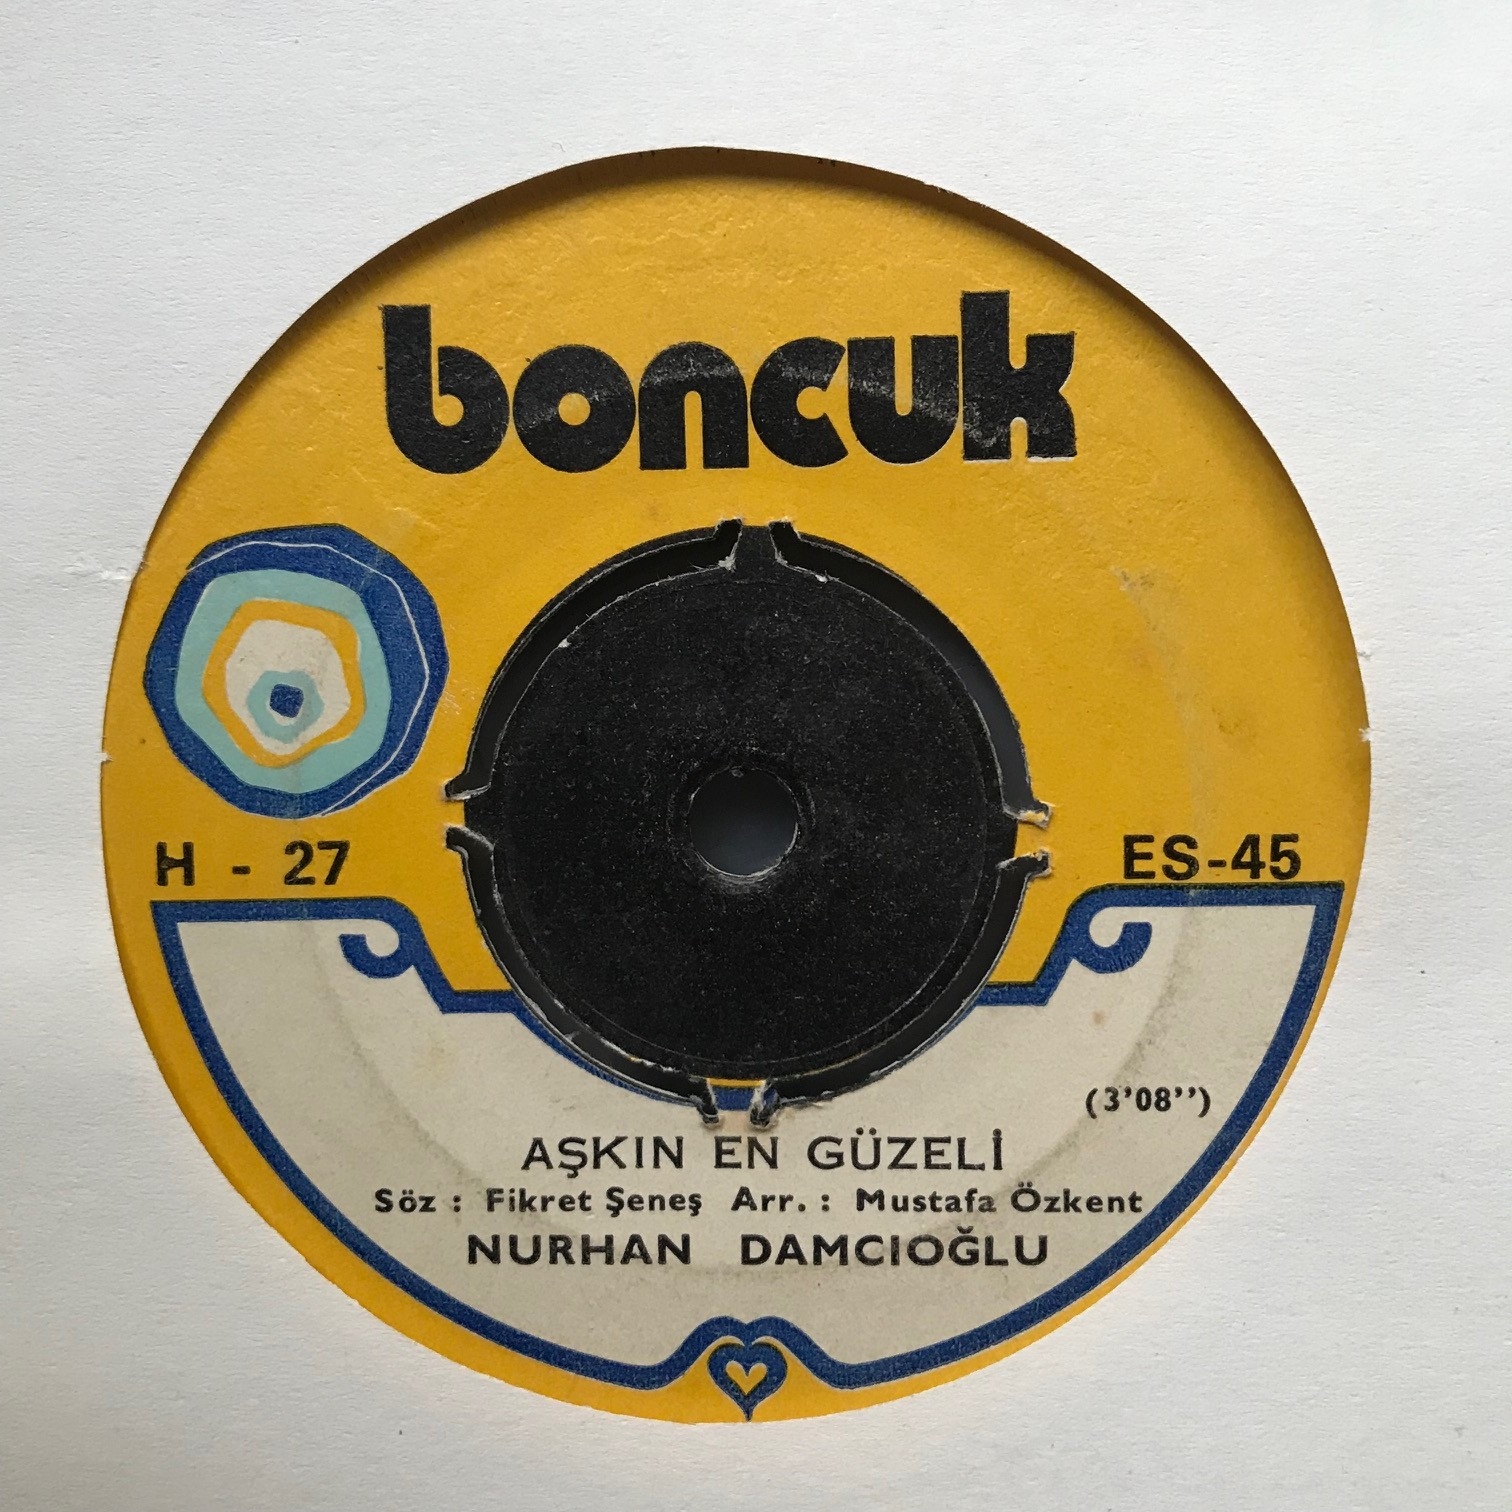 boncuk
H - 27
ES-45
(3'08'')
AŞKIN EN GÜZELİ
Söz : Fikret Şeneş Arr. : Mustafa Özkent
NURHAN DAMCIOĞLU